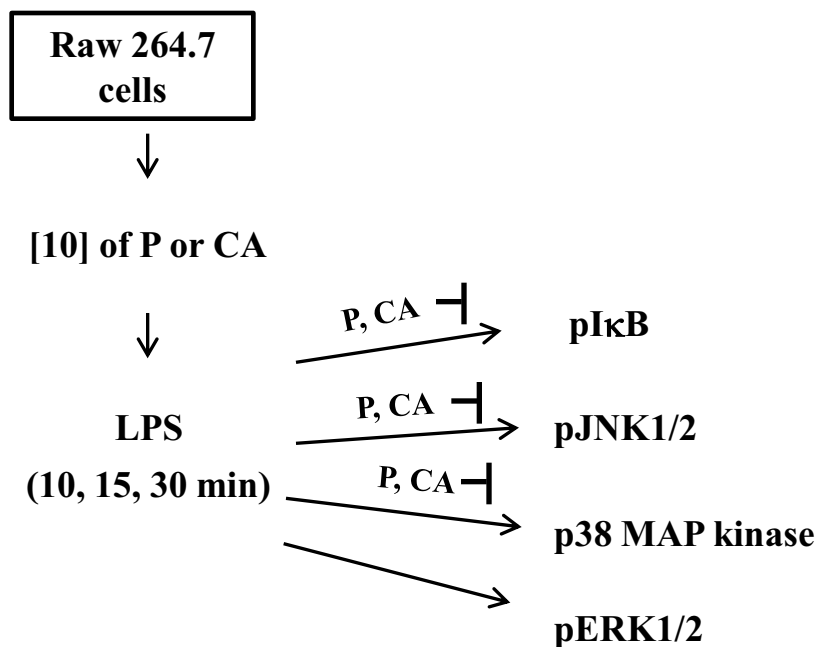 Raw 264.7
cells
[10] of P or CA
P, CA
pIκB
P, CA
LPS
pJNK1/2
(10, 15, 30 min)
P, CA
p38 MAP kinase
pERK1/2